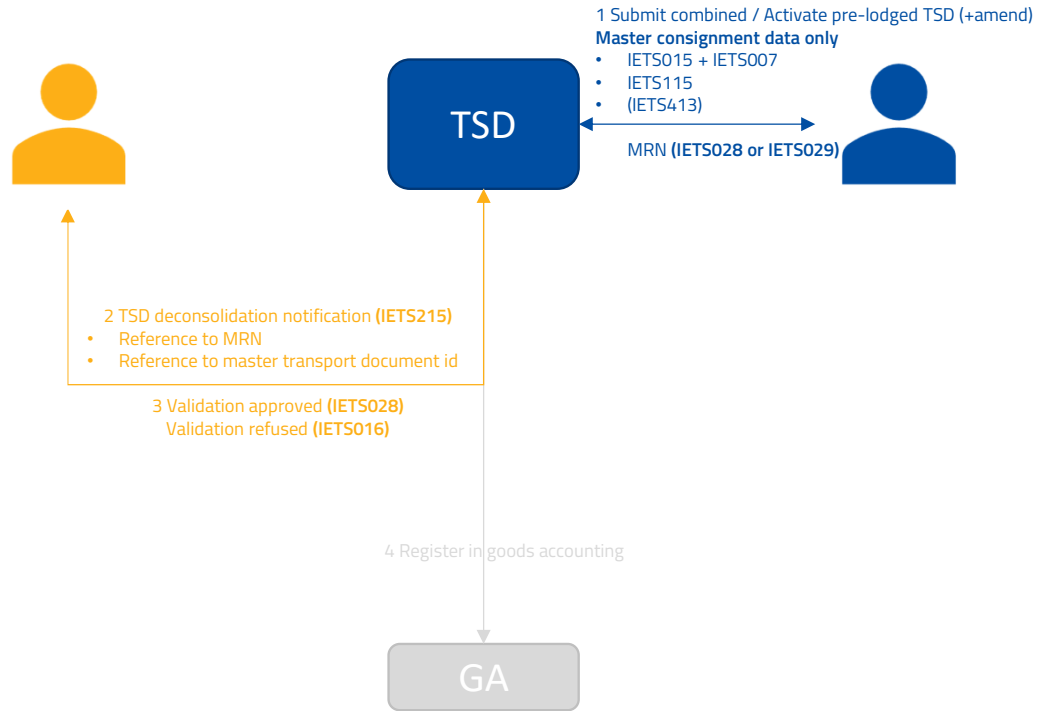 1 Submit combined / Activate pre-lodged TSD (+amend)
Master consignment data only
• IETS015 + IETS007
• IETS115
• (IETS413)
TSD
MRN (IETS028 or IETS029)
2 TSD deconsolidation notification (IETS215)
• Reference to MRN
• Reference to master transport document id
3 Validation approved (IETS028)
Validation refused (IETS016)
4 Register in goods accounting
GA